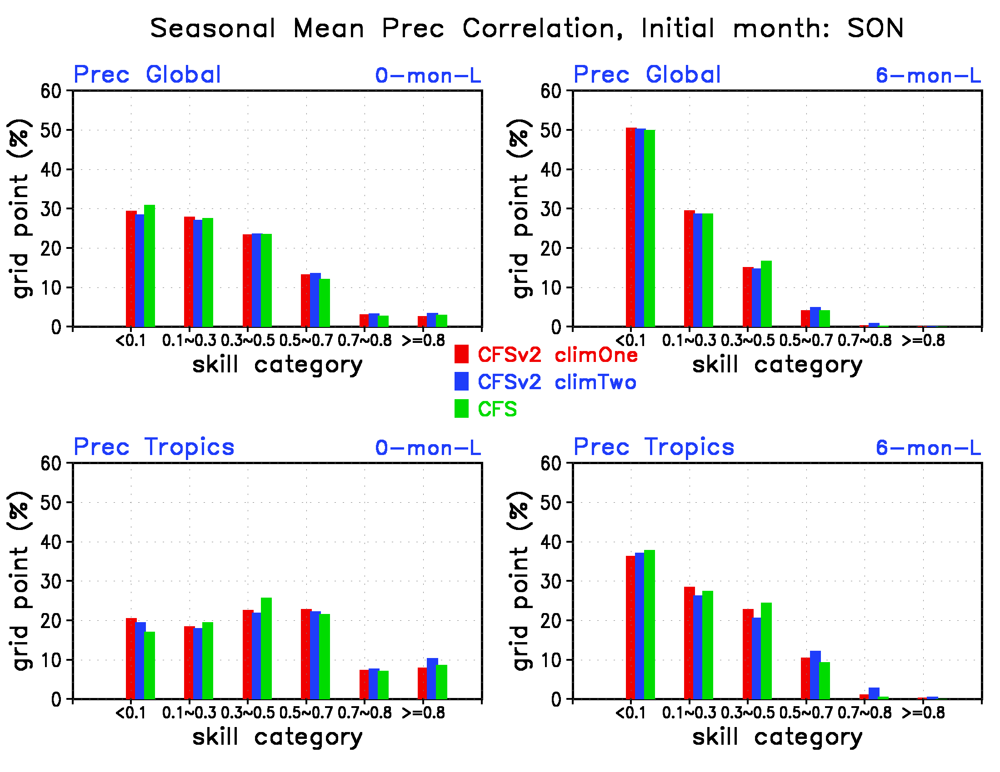 Seasonal Mean Prec Correlation, Initial month: SON
Prec Global 0-mon-L
60
50
40
30
20
10
0
grid point (%)
<0.1 0.1~0.3 0.3~0.5 0.5~0.7 0.7~0.8 >=0.8
skill category
Prec Global 6-mon-L
60
50
40
30
20
10
0
grid point (%)
<0.1 0.1~0.3 0.3~0.5 0.5~0.7 0.7~0.8 >=0.8
skill category
CFSv2 climOne
CFSv2 climTwo
CFS
Prec Tropics 0-mon-L
60
50
40
30
20
10
0
grid point (%)
<0.1 0.1~0.3 0.3~0.5 0.5~0.7 0.7~0.8 >=0.8
skill category
Prec Tropics 6-mon-L
60
50
40
30
20
10
0
grid point (%)
<0.1 0.1~0.3 0.3~0.5 0.5~0.7 0.7~0.8 >=0.8
skill category